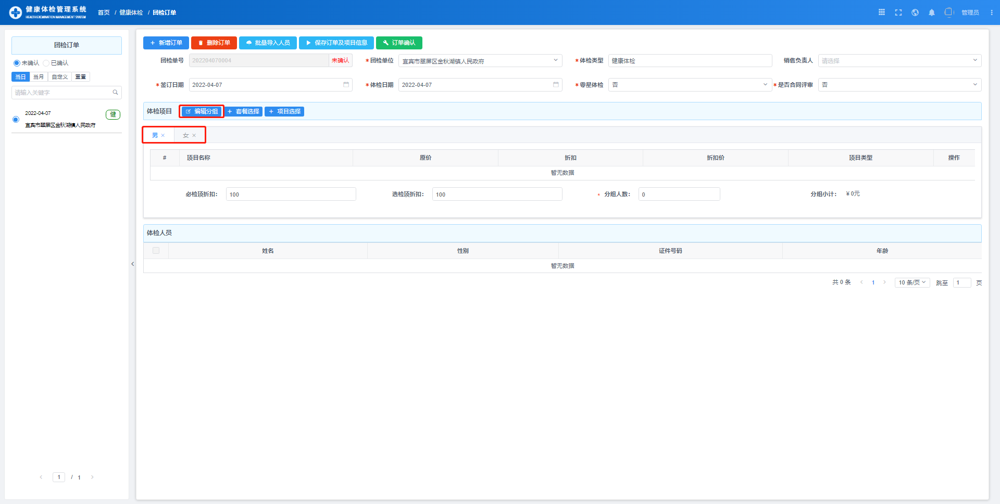 健康体检管理系统
HEALTH EXCMINATION MANAGEMENT SYSTEM
首页 / 健康体检 / 团检订单
管理员
团检订单
未确认 已确认
当日 当月 自定义 重置
请输入关键字
2022-04-07 健
宜宾市翠屏区金秋湖镇人民政府
1 / 1
新增订单 删除订单 批量导入人员 保存订单及项目信息 订单确认
团检单号 202204070004 未确认 *团检单位 宜宾市翠屏区金秋湖镇人民政府 *体检类型 健康体检 销售负责人 请选择
*签订日期 2022-04-07 *体检日期 2022-04-07 *零星体检 否 *是否合同评审 否
体检项目 编辑分组 + 套餐选择 + 项目选择
男 × 女 ×
# 项目名称 原价 折扣 折扣价 项目类型 操作
暂无数据
必检顶折扣: 100 选检顶折扣: 100 * 分组人数: 0 分组小计: ¥0元
体检人员
姓名 性别 证件号码 年龄
暂无数据
共 0 条 < 1 > 10 条/页 跳至 1 页